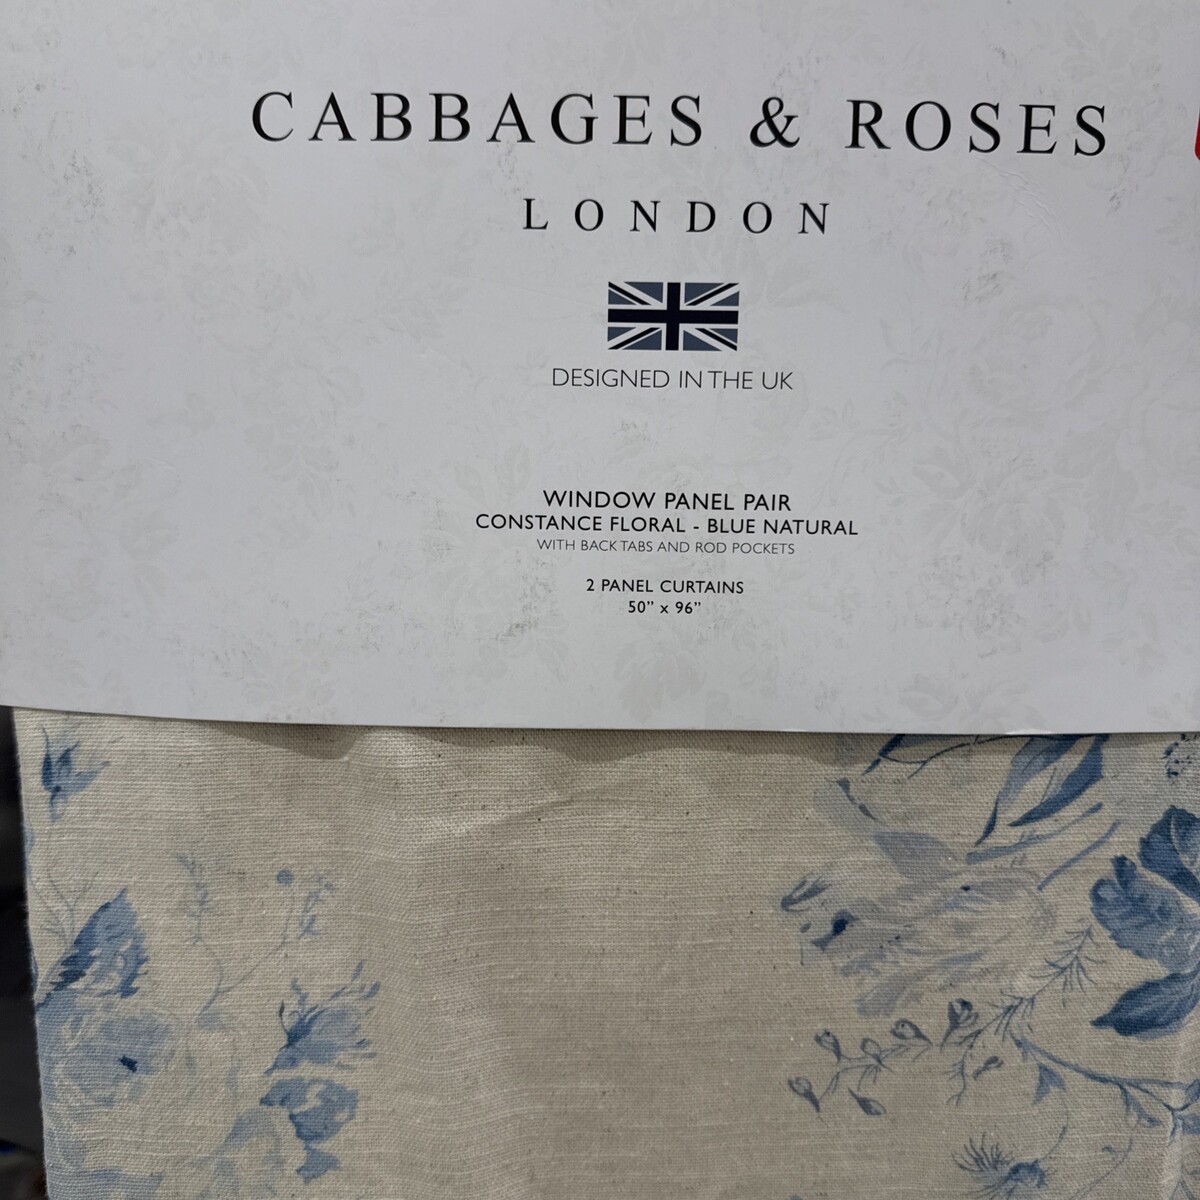 CABBAGES & ROSES
LONDON
DESIGNED IN THE UK
WINDOW PANEL PAIR
CONSTANCE FLORAL - BLUE NATURAL
WITH BACK TABS AND ROD POCKETS
2 PANEL CURTAINS
50” x 96”